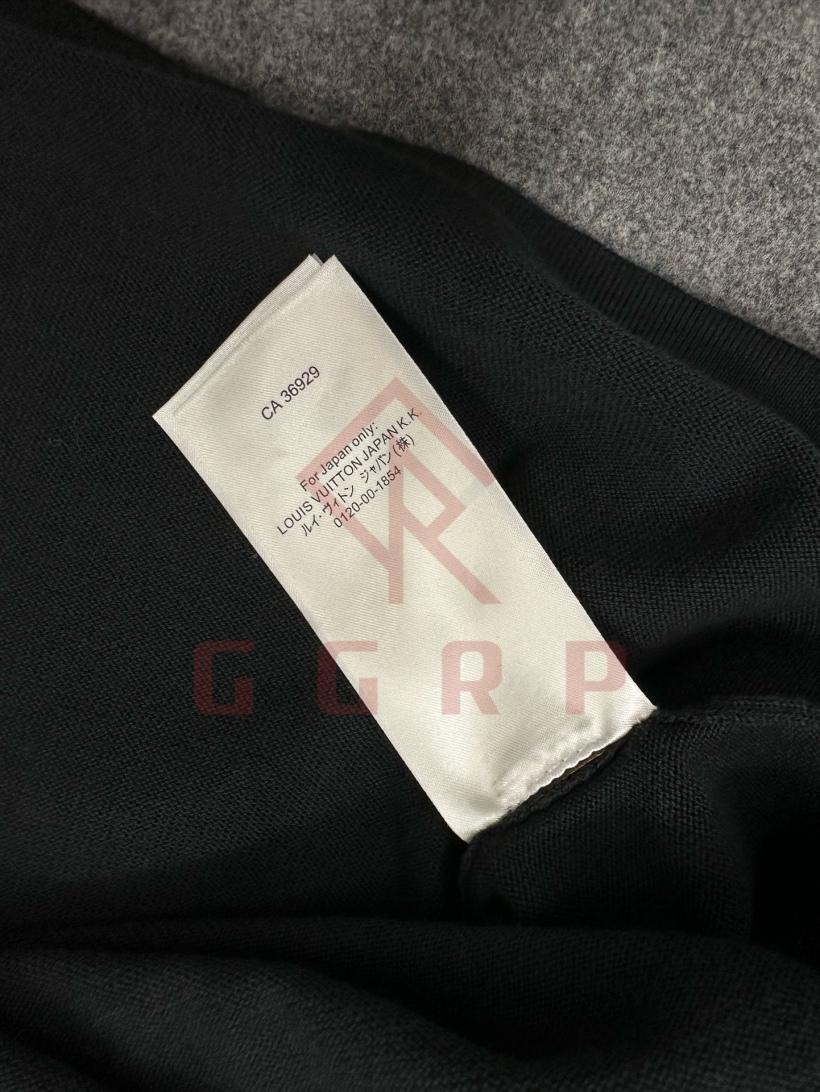 CA 36929
For Japan only:
LOUIS VUITTON JAPAN K.K.
ルイ・ヴィトン ジャパン (株)
0120-00-1854
GGRP